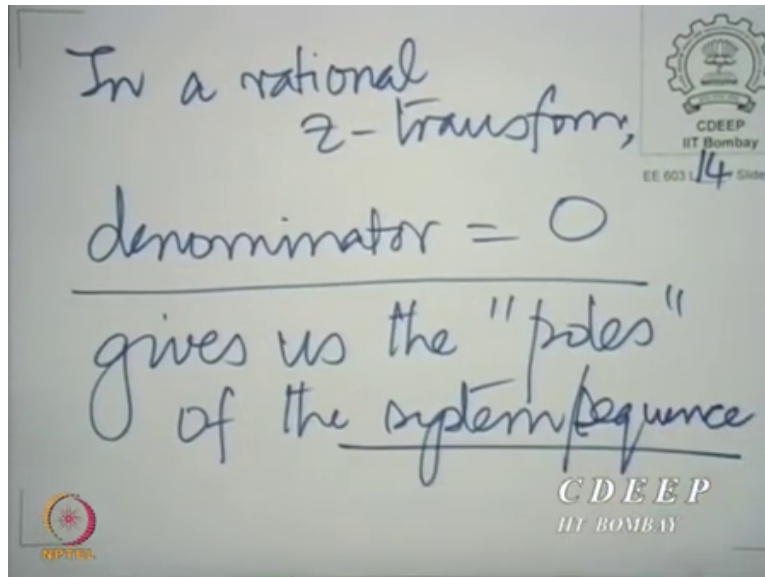 In a rational
z-transform,
denominator = 0
gives us the "poles"
of the system/sequence
CDEEP
IIT Bombay
EE 603 L 14 Slide
CDEEP
IIT BOMBAY
NPTEL